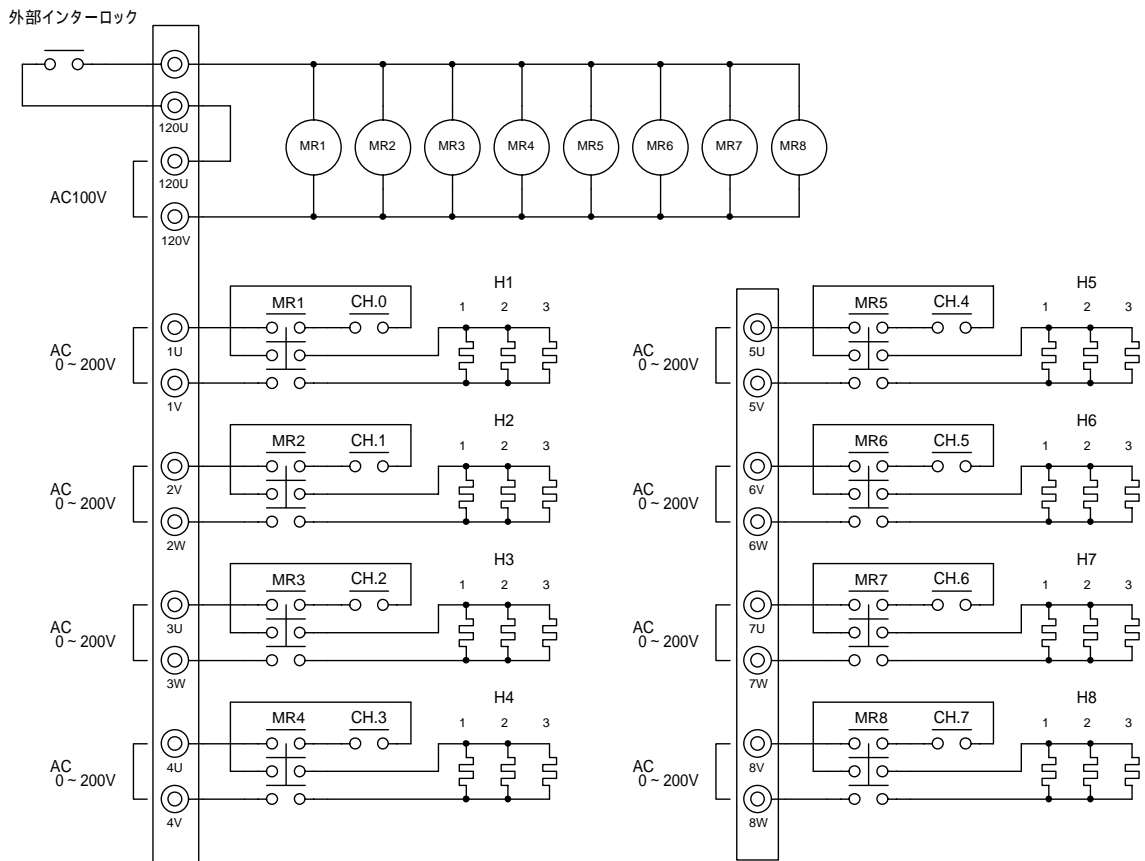 外部インターロック
120U
120U
AC100V
120V
MR1 MR2 MR3 MR4 MR5 MR6 MR7 MR8
H1
MR1 CH.0 1 2 3
AC
0~200V
1U
1V
H2
MR2 CH.1 1 2 3
AC
0~200V
2V
2W
H3
MR3 CH.2 1 2 3
AC
0~200V
3U
3W
H4
MR4 CH.3 1 2 3
AC
0~200V
4U
4V
H5
MR5 CH.4 1 2 3
AC
0~200V
5U
5V
H6
MR6 CH.5 1 2 3
AC
0~200V
6V
6W
H7
MR7 CH.6 1 2 3
AC
0~200V
7U
7W
H8
MR8 CH.7 1 2 3
AC
0~200V
8V
8W